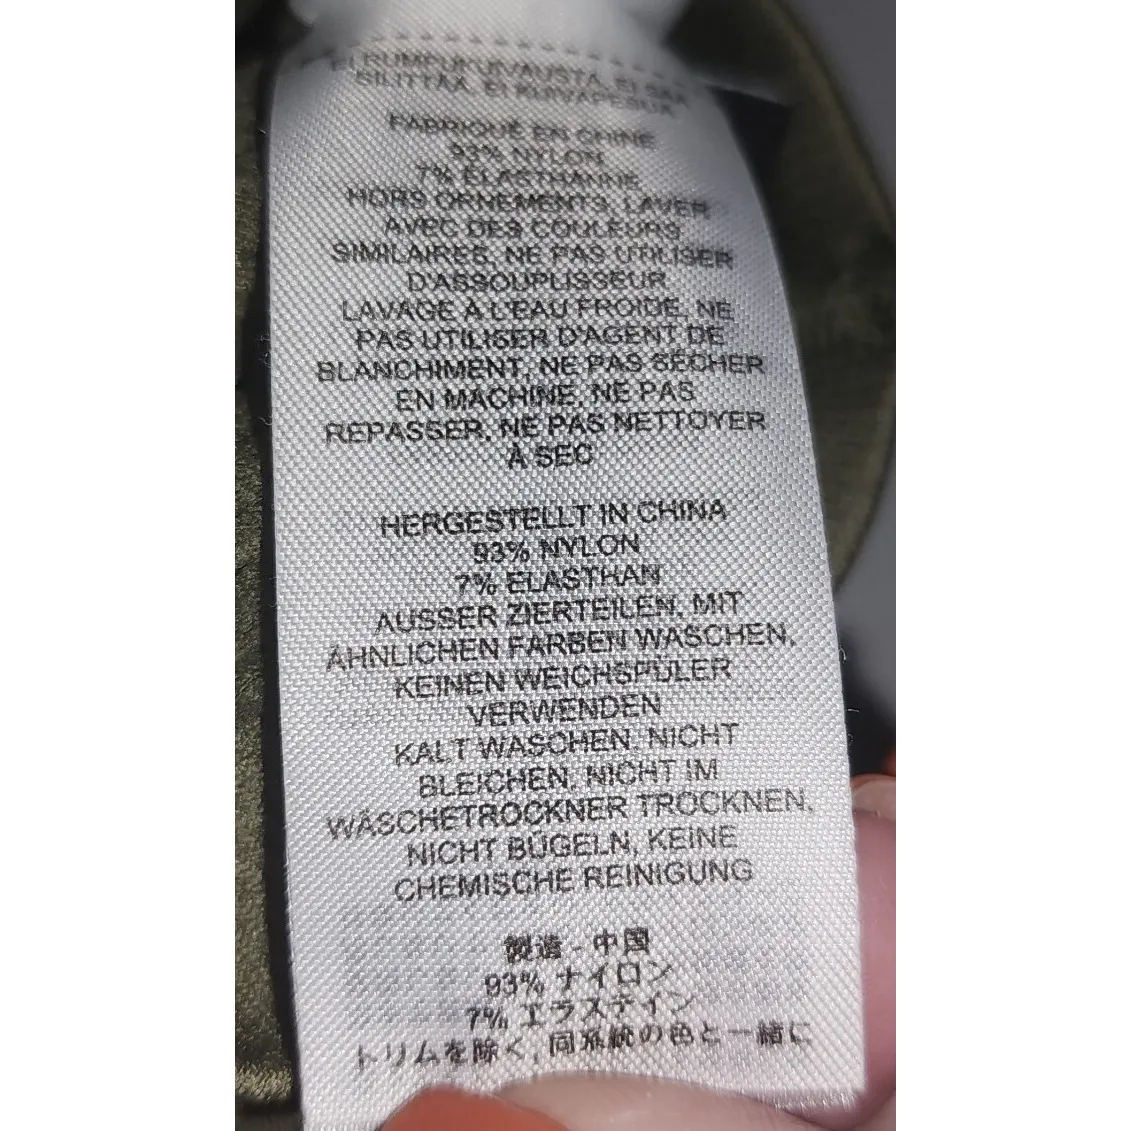 EI RUMPUKUIVAUSTA, EI SAA
SILITTÄÄ, EI KUIVAPESUA
FABRIQUÉ EN CHINE
93% NYLON
7% ELASTHANNE
HORS ORNEMENTS, LAVER
AVEC DES COULEURS
SIMILAIRES, NE PAS UTILISER
D'ASSOUPLISSEUR
LAVAGE À L'EAU FROIDE, NE
PAS UTILISER D'AGENT DE
BLANCHIMENT, NE PAS SÉCHER
EN MACHINE, NE PAS
REPASSER, NE PAS NETTOYER
À SEC
HERGESTELLT IN CHINA
93% NYLON
7% ELASTHAN
AUSSER ZIERTEILEN, MIT
ÄHNLICHEN FARBEN WASCHEN,
KEINEN WEICHSPÜLER
VERWENDEN
KALT WASCHEN, NICHT
BLEICHEN, NICHT IM
WÄSCHETROCKNER TROCKNEN,
NICHT BÜGELN, KEINE
CHEMISCHE REINIGUNG
製造 - 中国
93% ナイロン
7% エラステイン
トリムを除く, 同系統の色と一緒に